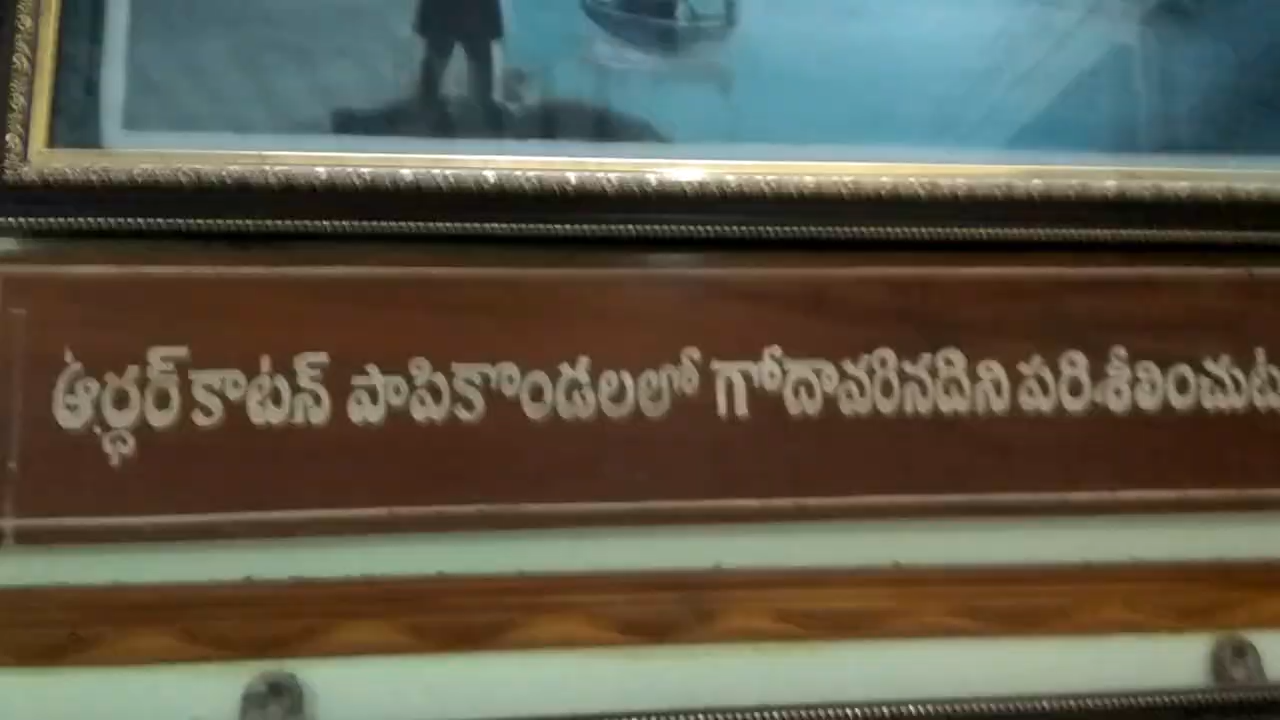 ఆర్థర్ కాటన్ పాపికొండలలో గోదావరినదిని పరిశీలించుట